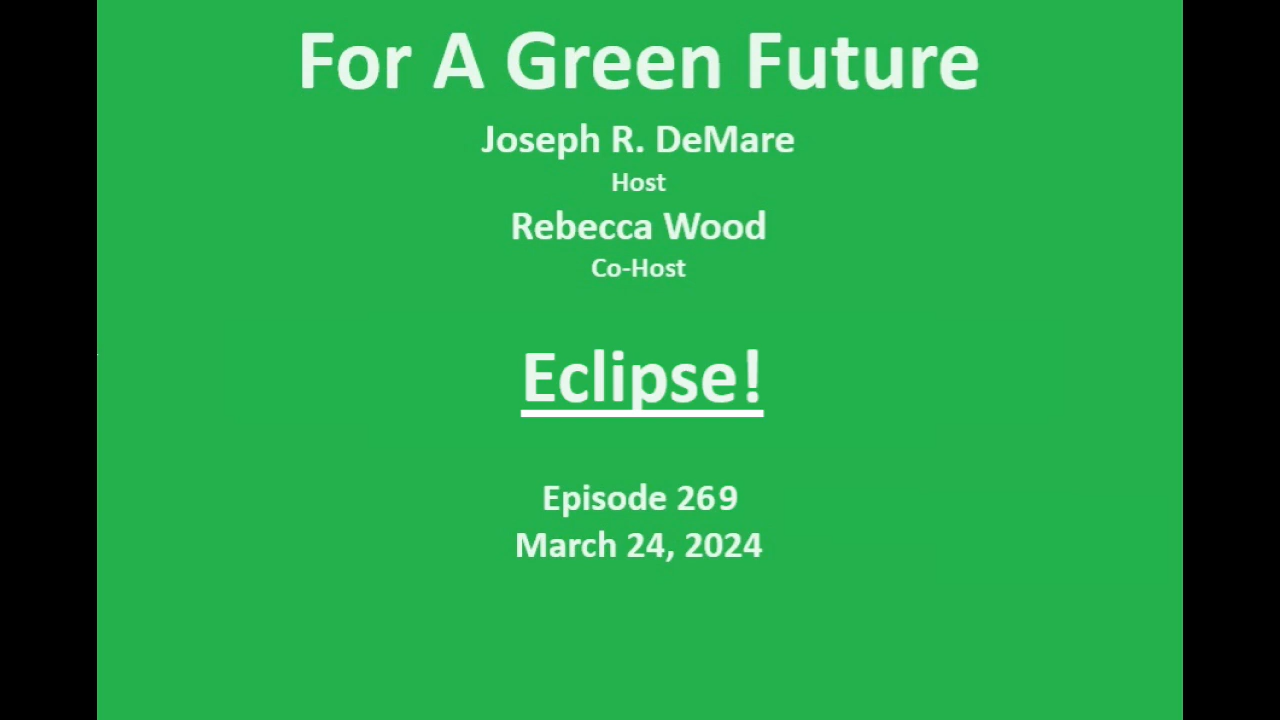 For A Green Future
Joseph R. DeMare
Host
Rebecca Wood
Co-Host
Eclipse!
Episode 269
March 24, 2024